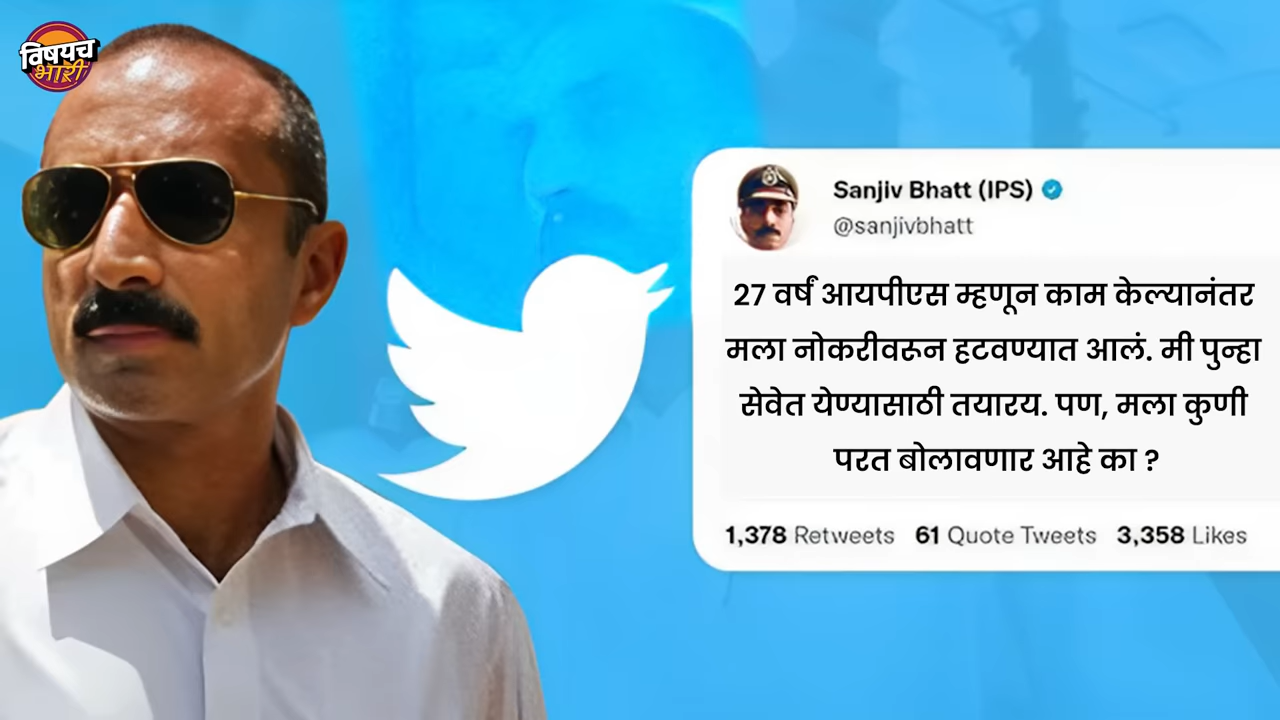 विषयच
भारी
Sanjiv Bhatt (IPS)
@sanjivbhatt
27 वर्षं आयपीएस म्हणून काम केल्यानंतर
मला नोकरीवरून हटवण्यात आलं. मी पुन्हा
सेवेत येण्यासाठी तयारय. पण, मला कुणी
परत बोलावणार आहे का ?
1,378 Retweets 61 Quote Tweets 3,358 Likes